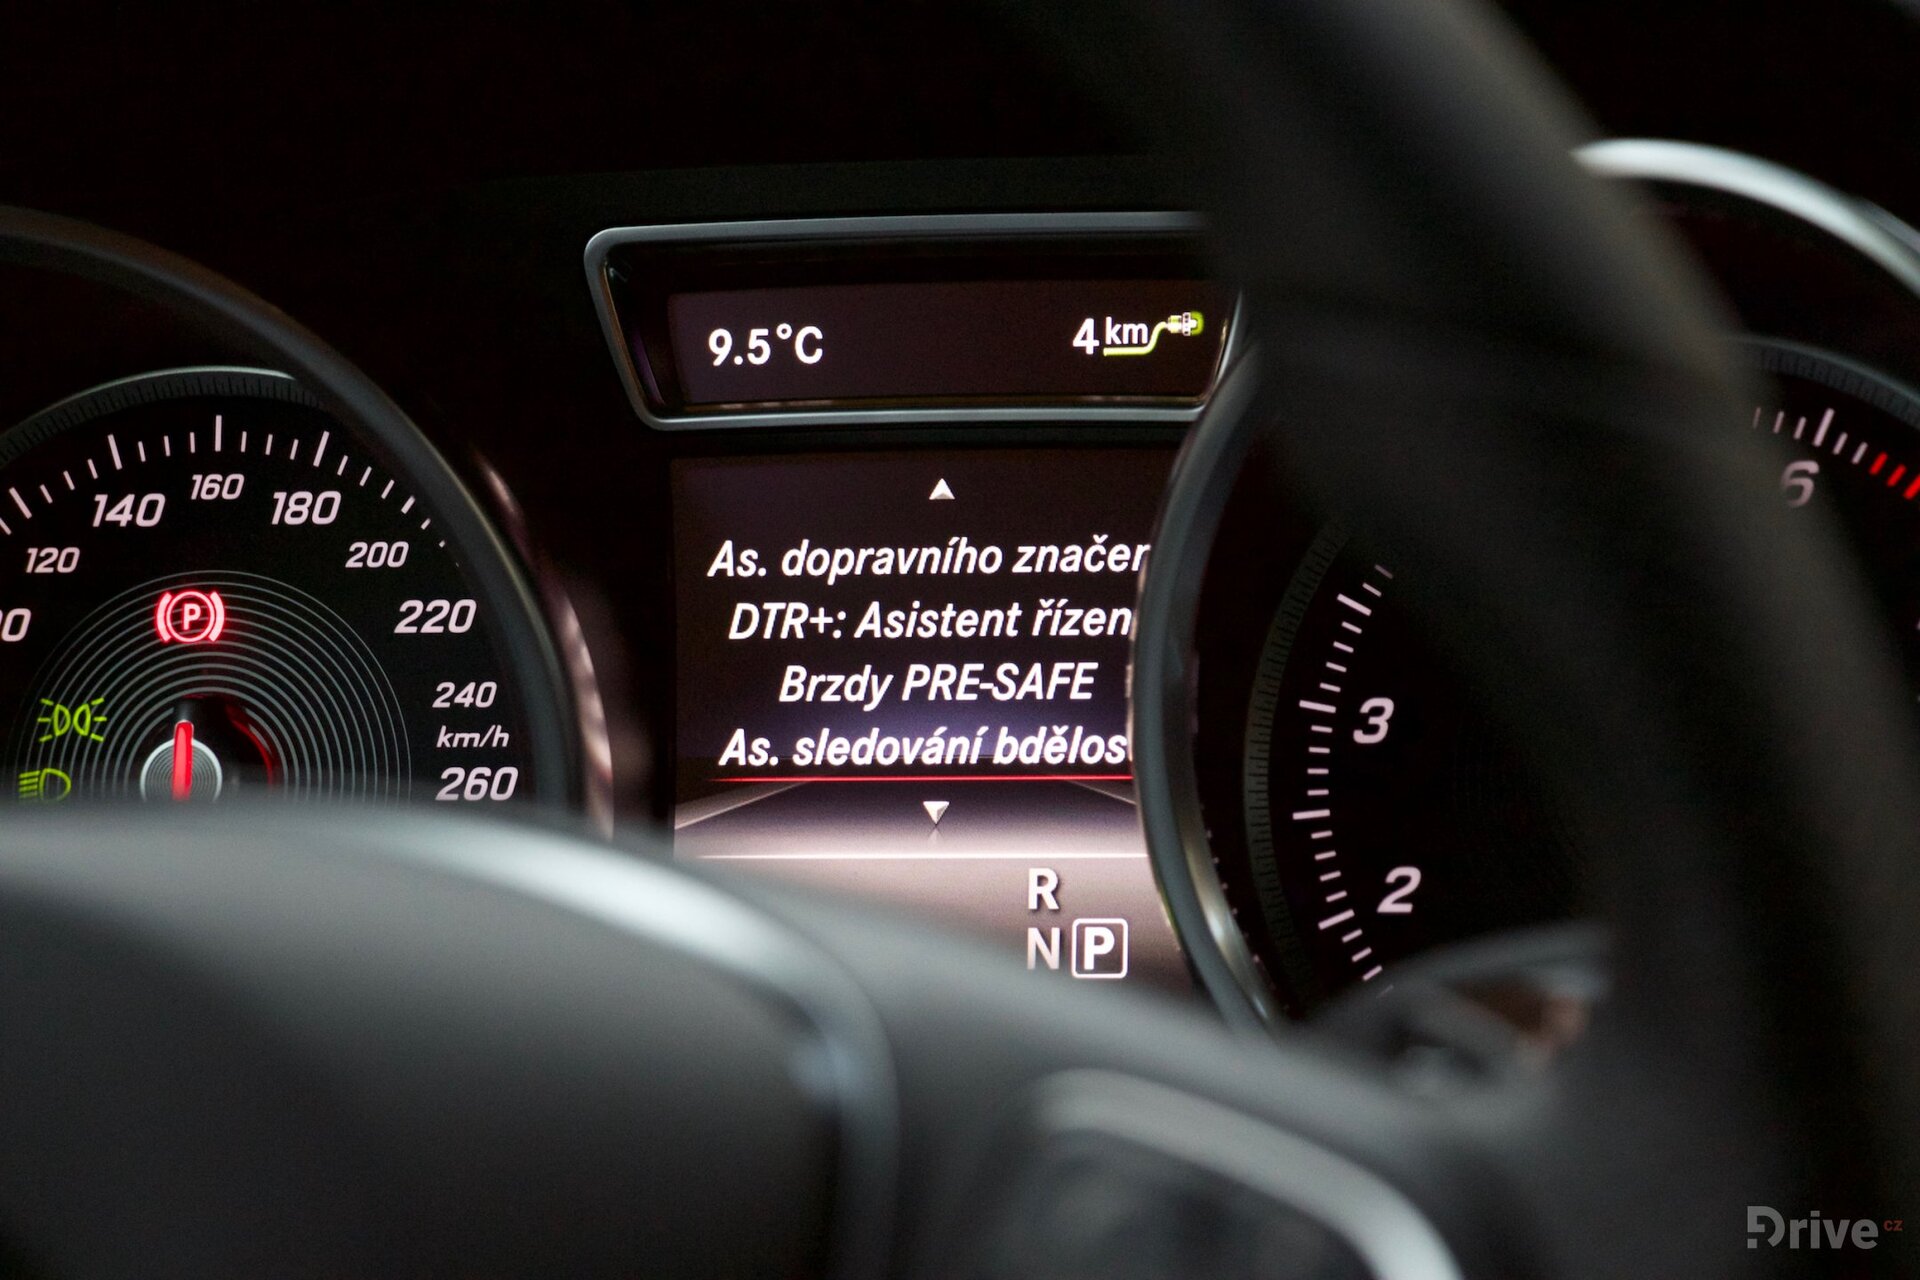 9.5°C 4 km
As. dopravního značen
DTR+: Asistent řízen
Brzdy PRE-SAFE
As. sledování bdělos
R
N P
120 140 160 180 200 220 240
km/h
260
P
6
3
2
Drive cz